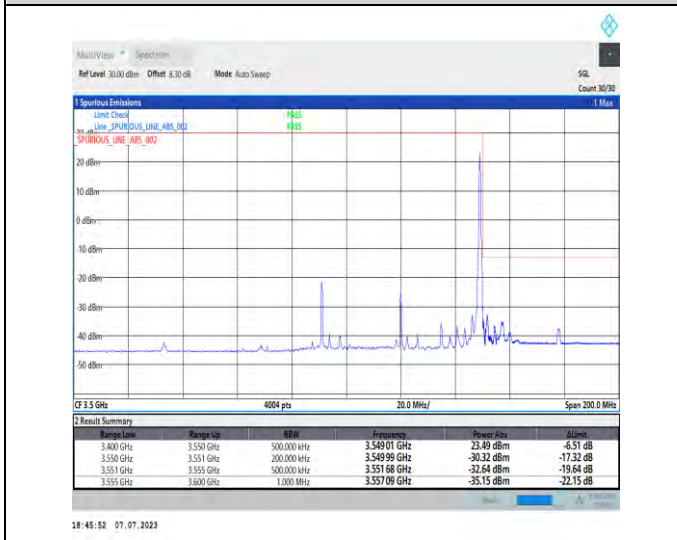 MultiView Spectrum
Ref Level 30.00 dBm Offset 8.30 dB Mode Auto Sweep SGL
Count 30/30
1 Spurious Emissions 1 Max
Limit Check PASS
Line _SPURIOUS_LINE_ABS_002 PASS
SPURIOUS_LINE_ABS_002
20 dBm
10 dBm
0 dBm
-10 dBm
-20 dBm
-30 dBm
-40 dBm
-50 dBm
CF 3.5 GHz 4004 pts 20.0 MHz/ Span 200.0 MHz
2 Result Summary
Range Low Range Up RBW Frequency Power Abs ΔLimit
3.400 GHz 3.550 GHz 500.000 kHz 3.549 01 GHz 23.49 dBm -6.51 dB
3.550 GHz 3.551 GHz 200.000 kHz 3.549 99 GHz -30.32 dBm -17.32 dB
3.551 GHz 3.555 GHz 500.000 kHz 3.551 68 GHz -32.64 dBm -19.64 dB
3.555 GHz 3.600 GHz 1.000 MHz 3.557 09 GHz -35.15 dBm -22.15 dB
18:45:52 07.07.2023